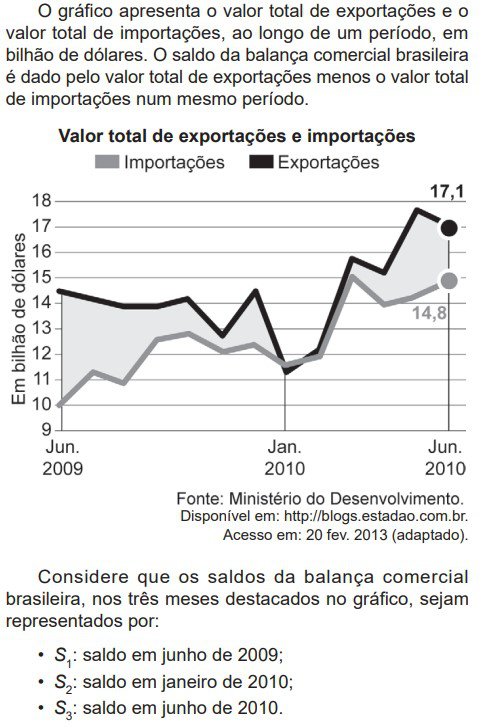 O gráfico apresenta o valor total de exportações e o
valor total de importações, ao longo de um período, em
bilhão de dólares. O saldo da balança comercial brasileira
é dado pelo valor total de exportações menos o valor total
de importações num mesmo período.
Valor total de exportações e importações
Importações Exportações
Em bilhão de dólares
18
17
16
15
14
13
12
11
10
9
17,1
14,8
Jun. Jan. Jun.
2009 2010 2010
Fonte: Ministério do Desenvolvimento.
Disponível em: http://blogs.estadao.com.br.
Acesso em: 20 fev. 2013 (adaptado).
Considere que os saldos da balança comercial
brasileira, nos três meses destacados no gráfico, sejam
representados por:
• S₁: saldo em junho de 2009;
• S₂: saldo em janeiro de 2010;
• S₃: saldo em junho de 2010.